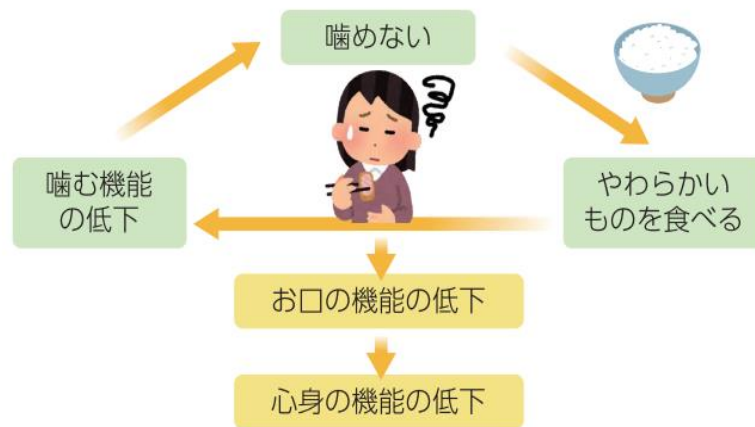 噛めない
噛む機能
の低下
やわらかい
ものを食べる
お口の機能の低下
心身の機能の低下